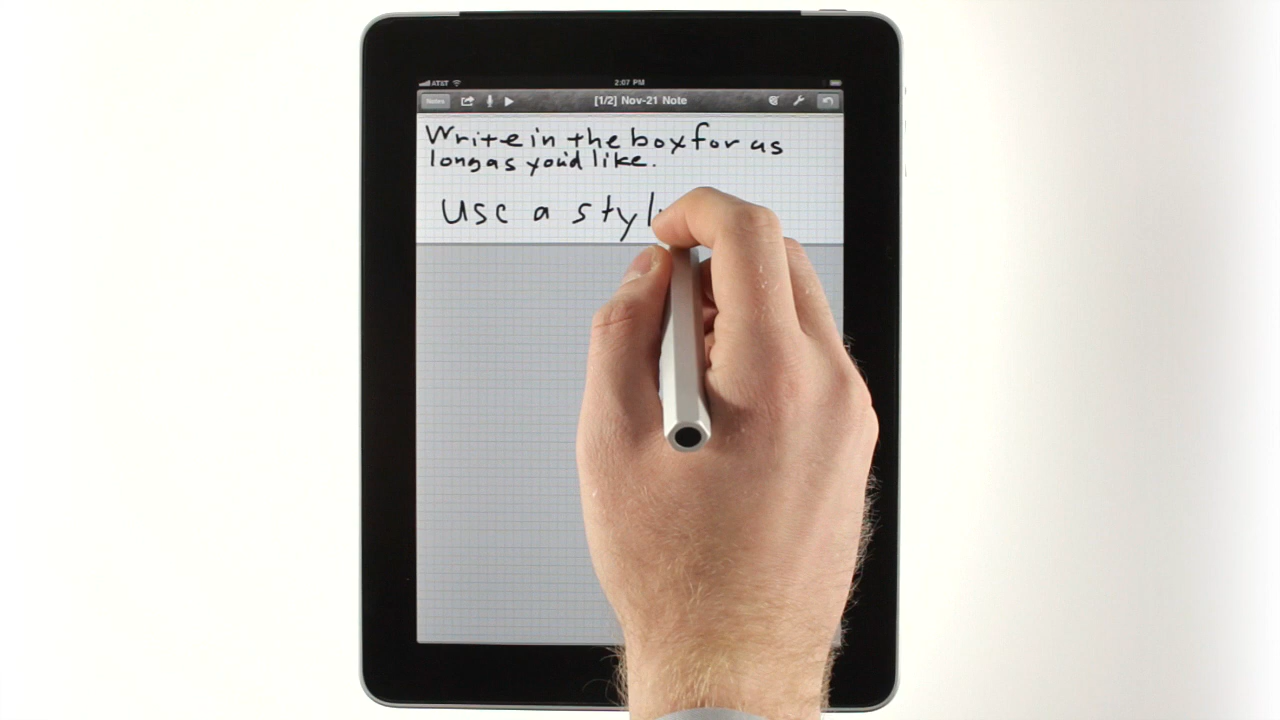 AT&T 2:07 PM
Notes [1/2] Nov-21 Note
Write in the box for as
long as you'd like.
Use a styl